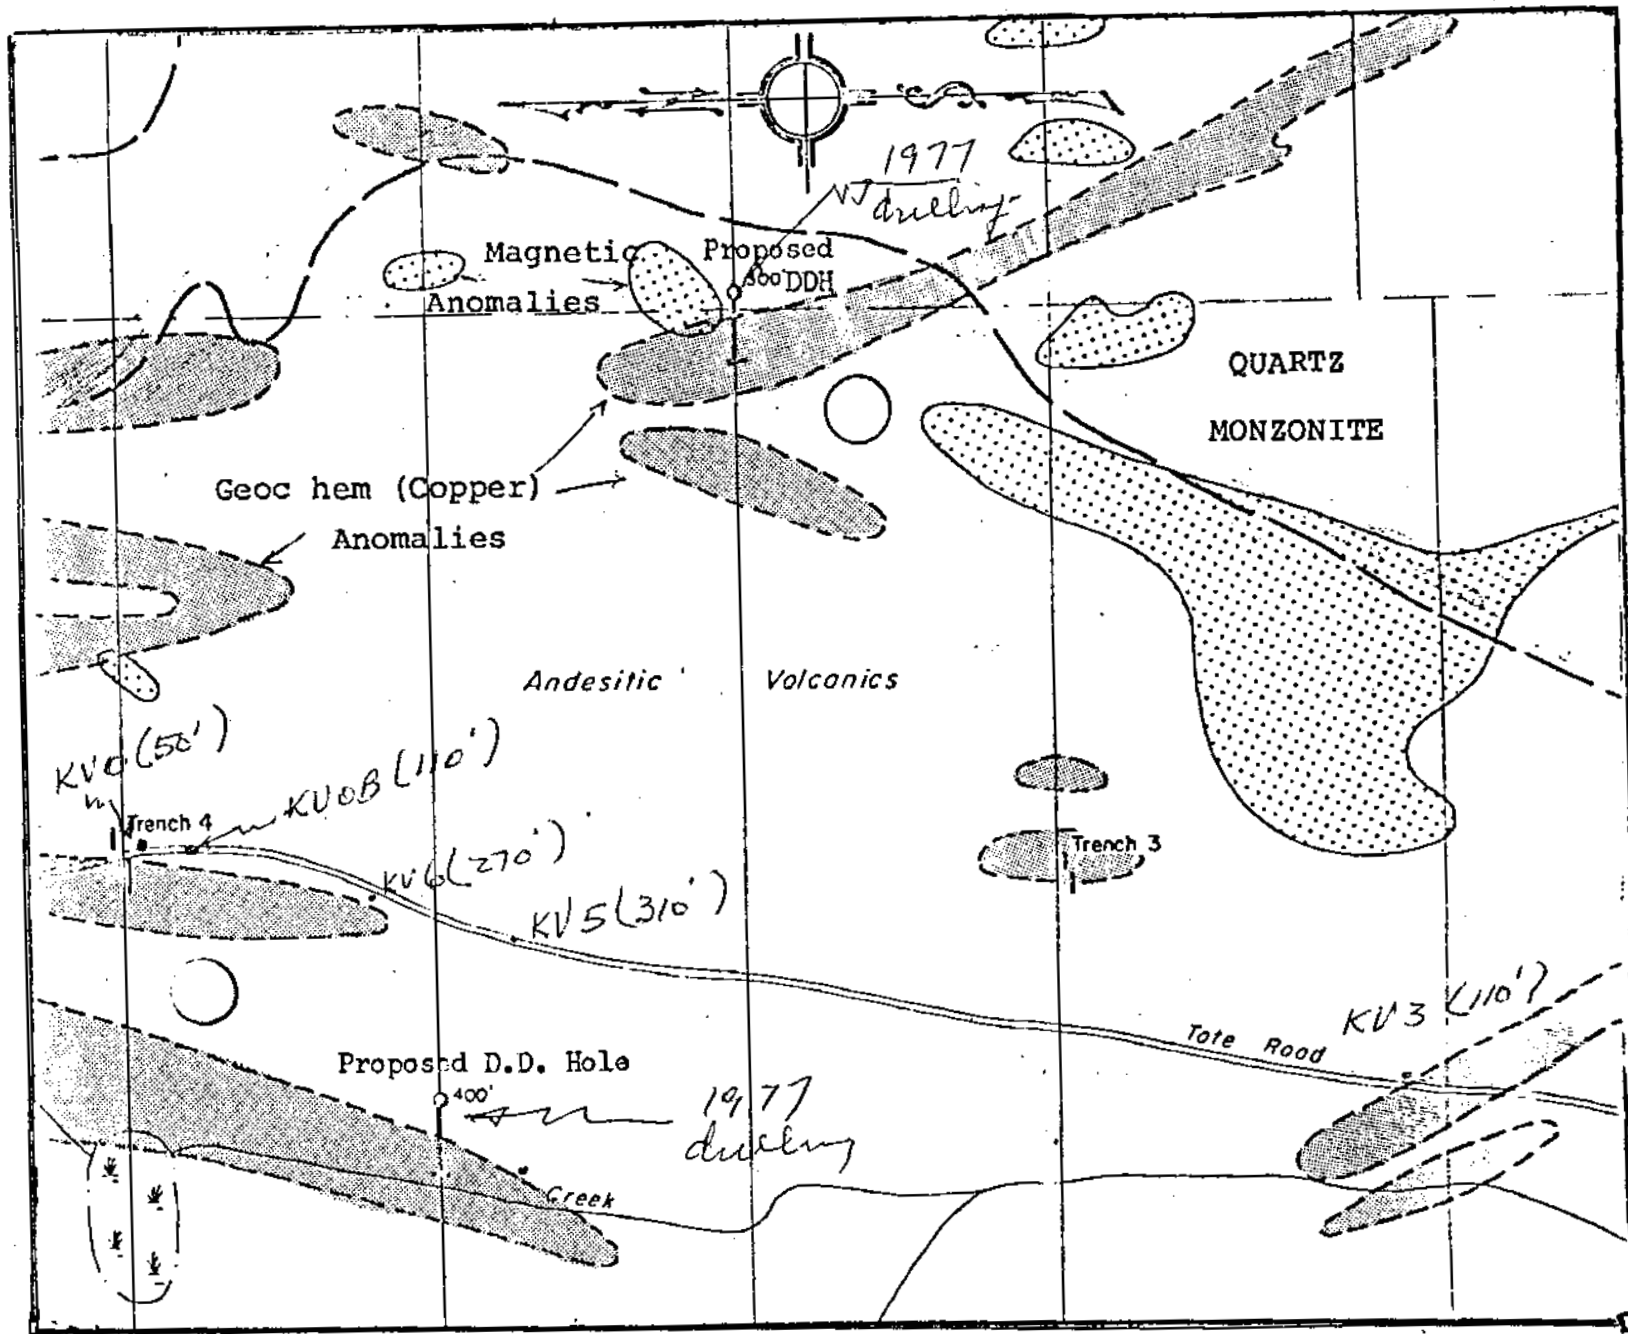 1977
drilling
Magnetic
Anomalies
Proposed
300' DDH
QUARTZ
MONZONITE
Geoc hem (Copper)
Anomalies
Andesitic Volcanics
KV0 (50')
KV0B (110')
Trench 4
KV6 (270')
Trench 3
KV5 (310')
KV3 (110')
Tote Road
Proposed D.D. Hole
400'
1977
drilling
Creek